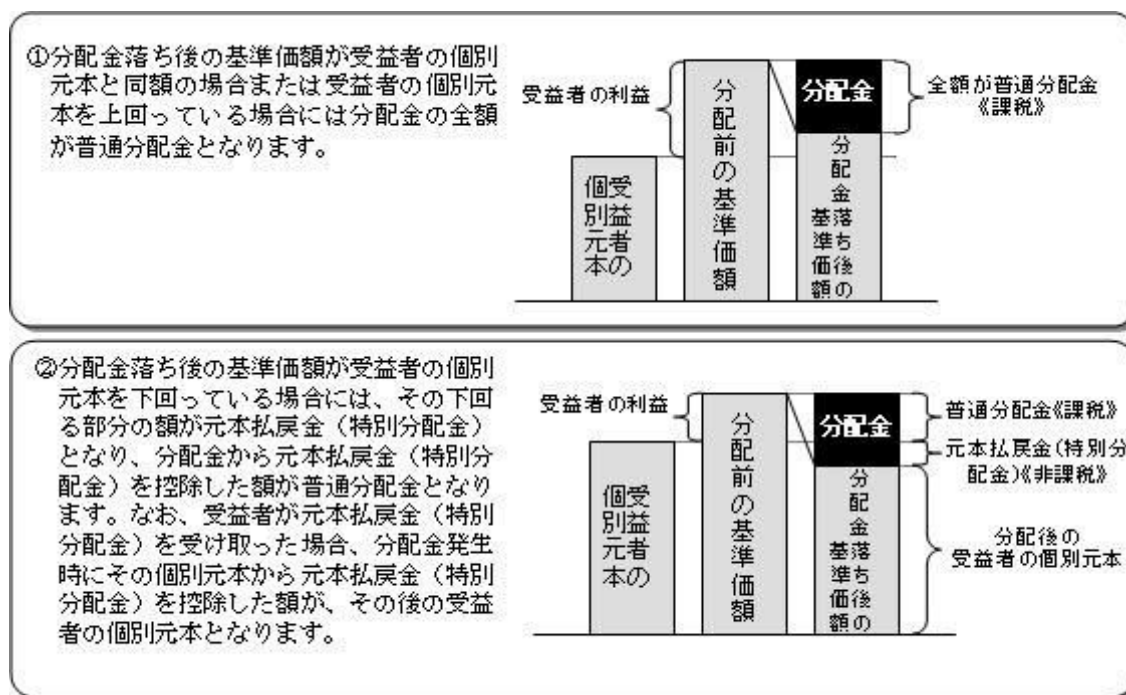 ①分配金落ち後の基準価額が受益者の個別
元本と同額の場合または受益者の個別元
本を上回っている場合には分配金の全額
が普通分配金となります。
受益者の利益
受益者の
個別元本
分配前の基準価額
分配金
分配金落ち後の
基準価額
全額が普通分配金
《課税》
②分配金落ち後の基準価額が受益者の個別
元本を下回っている場合には、その下回
る部分の額が元本払戻金（特別分配金）
となり、分配金から元本払戻金（特別分
配金）を控除した額が普通分配金となり
ます。なお、受益者が元本払戻金（特別
分配金）を受け取った場合、分配金発生
時にその個別元本から元本払戻金（特別
分配金）を控除した額が、その後の受益
者の個別元本となります。
受益者の利益
受益者の
個別元本
分配前の基準価額
分配金
分配金落ち後の
基準価額
普通分配金《課税》
元本払戻金(特別分
配金)《非課税》
分配後の
受益者の個別元本